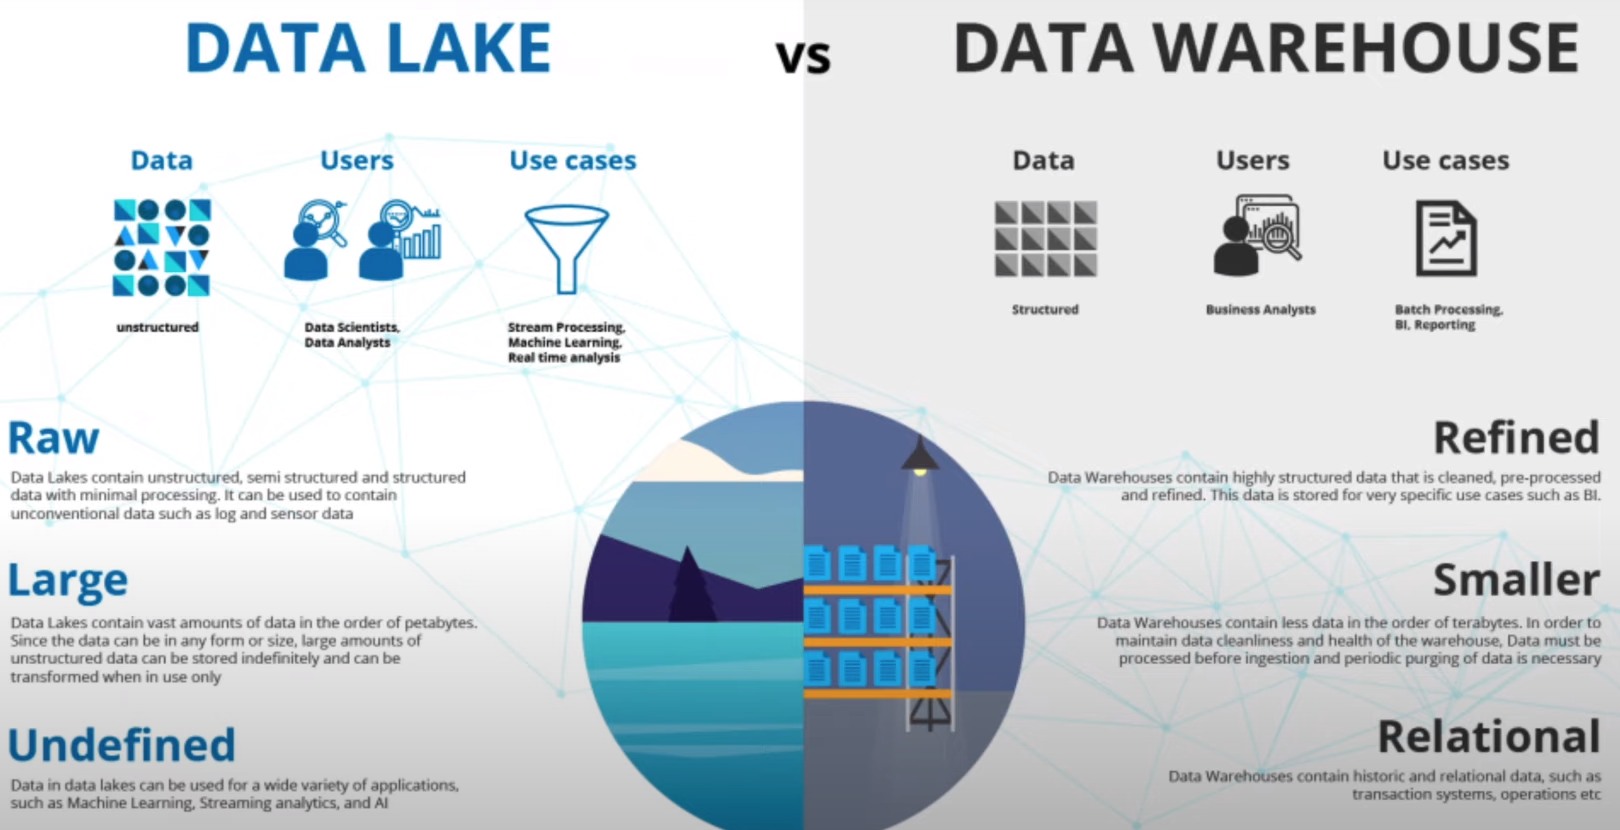 DATA LAKE
vs
DATA WAREHOUSE
Data
Users
Use cases
unstructured
Data Scientists,
Data Analysts
Stream Processing,
Machine Learning,
Real time analysis
Data
Users
Use cases
Structured
Business Analysts
Batch Processing,
BI, Reporting
Raw
Data Lakes contain unstructured, semi structured and structured
data with minimal processing. It can be used to contain
unconventional data such as log and sensor data
Large
Data Lakes contain vast amounts of data in the order of petabytes.
Since the data can be in any form or size, large amounts of
unstructured data can be stored indefinitely and can be
transformed when in use only
Undefined
Data in data lakes can be used for a wide variety of applications,
such as Machine Learning, Streaming analytics, and AI
Refined
Data Warehouses contain highly structured data that is cleaned, pre-processed
and refined. This data is stored for very specific use cases such as BI.
Smaller
Data Warehouses contain less data in the order of terabytes. In order to
maintain data cleanliness and health of the warehouse, Data must be
processed before ingestion and periodic purging of data is necessary
Relational
Data Warehouses contain historic and relational data, such as
transaction systems, operations etc